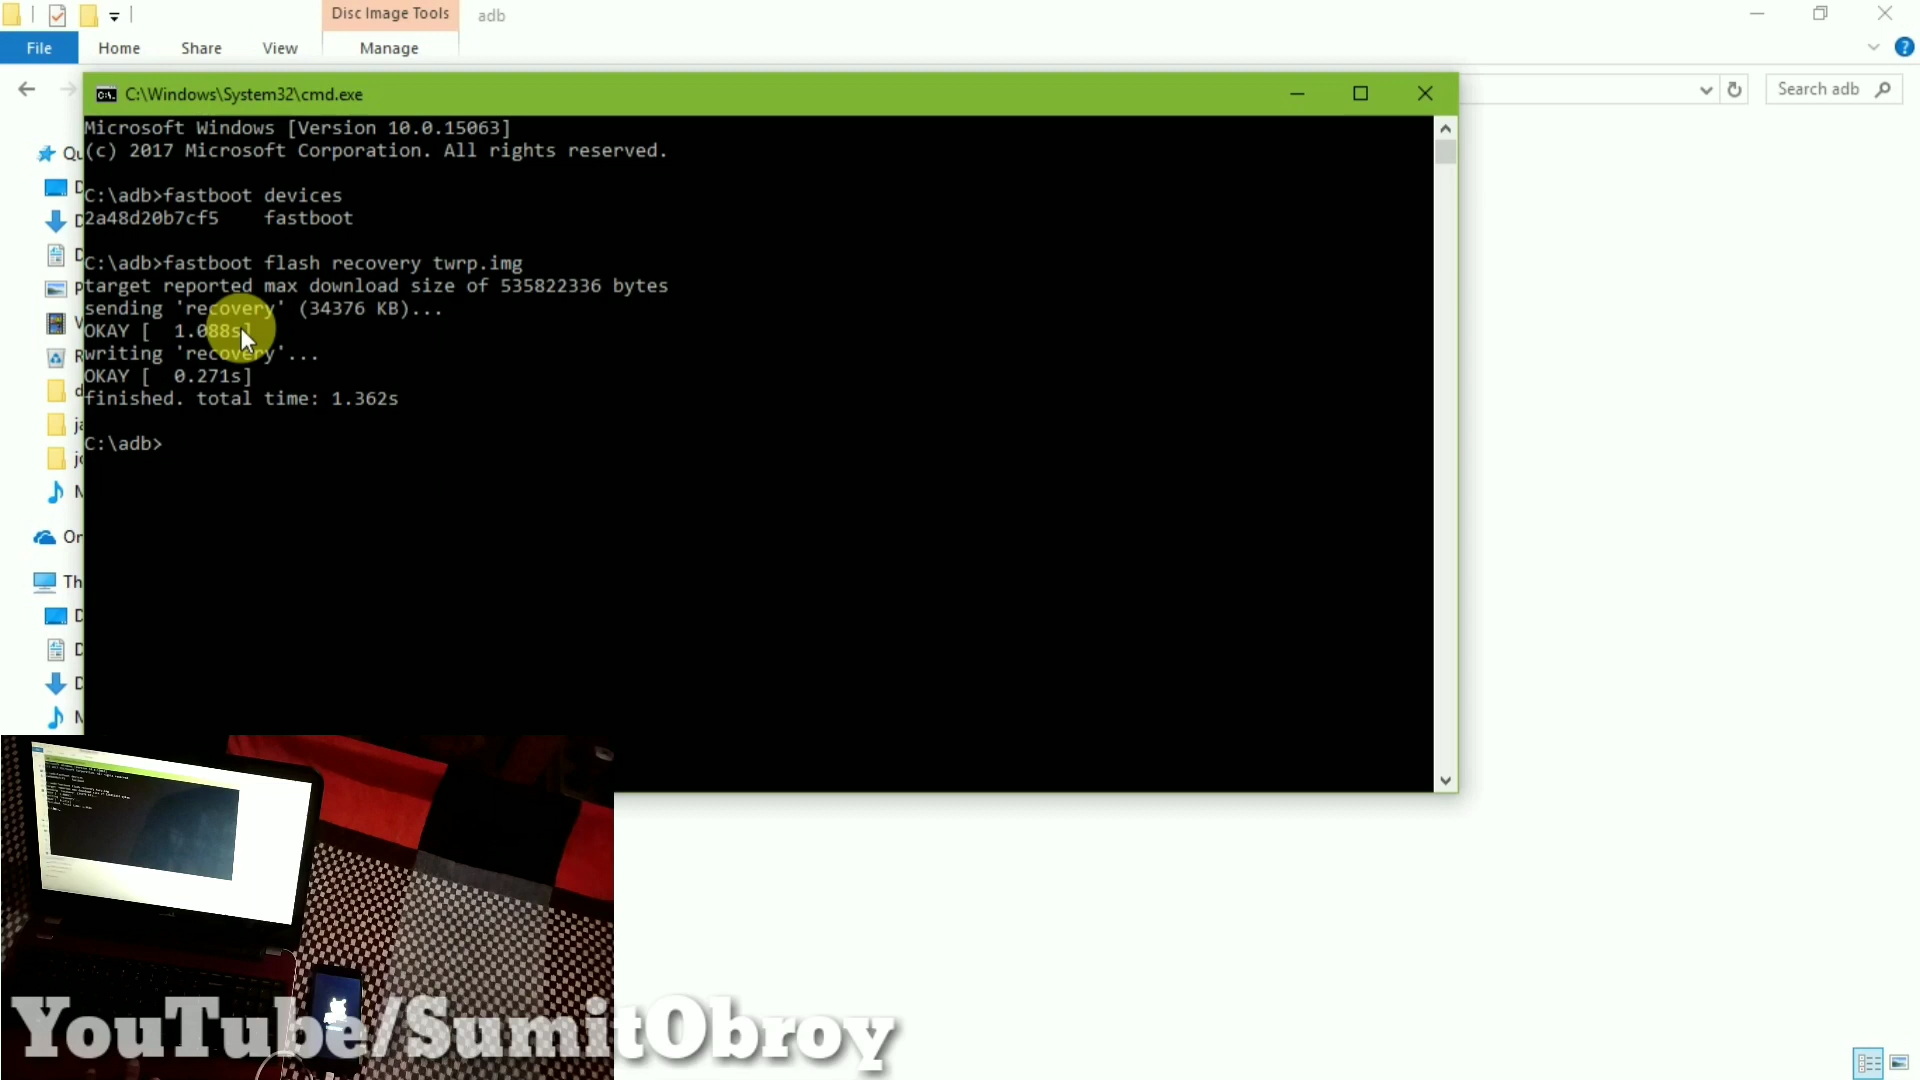 Disc Image Tools
adb
File
Home
Share
View
Manage
Search adb
C:\Windows\System32\cmd.exe
Microsoft Windows [Version 10.0.15063]
(c) 2017 Microsoft Corporation. All rights reserved.
C:\adb>fastboot devices
2a48d20b7cf5 fastboot
C:\adb>fastboot flash recovery twrp.img
target reported max download size of 535822336 bytes
sending 'recovery' (34376 KB)...
OKAY [ 1.088s]
writing 'recovery'...
OKAY [ 0.271s]
finished. total time: 1.362s
C:\adb>
YouTube/SumitObroy